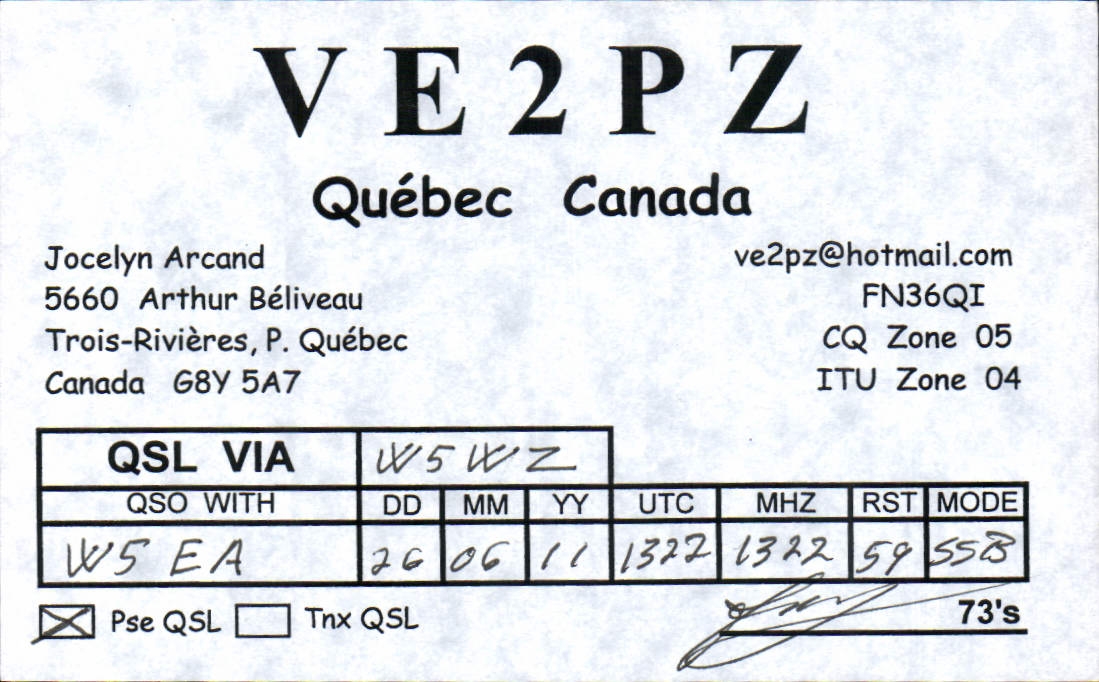 VE2PZ
Québec Canada
Jocelyn Arcand
5660 Arthur Béliveau
Trois-Rivières, P. Québec
Canada G8Y 5A7
ve2pz@hotmail.com
FN36QI
CQ Zone 05
ITU Zone 04
QSL VIA W5WZ
QSO WITH DD MM YY UTC MHZ RST MODE
W5EA 26 06 11 1322 1322 59 SSB
Pse QSL Tnx QSL
73's